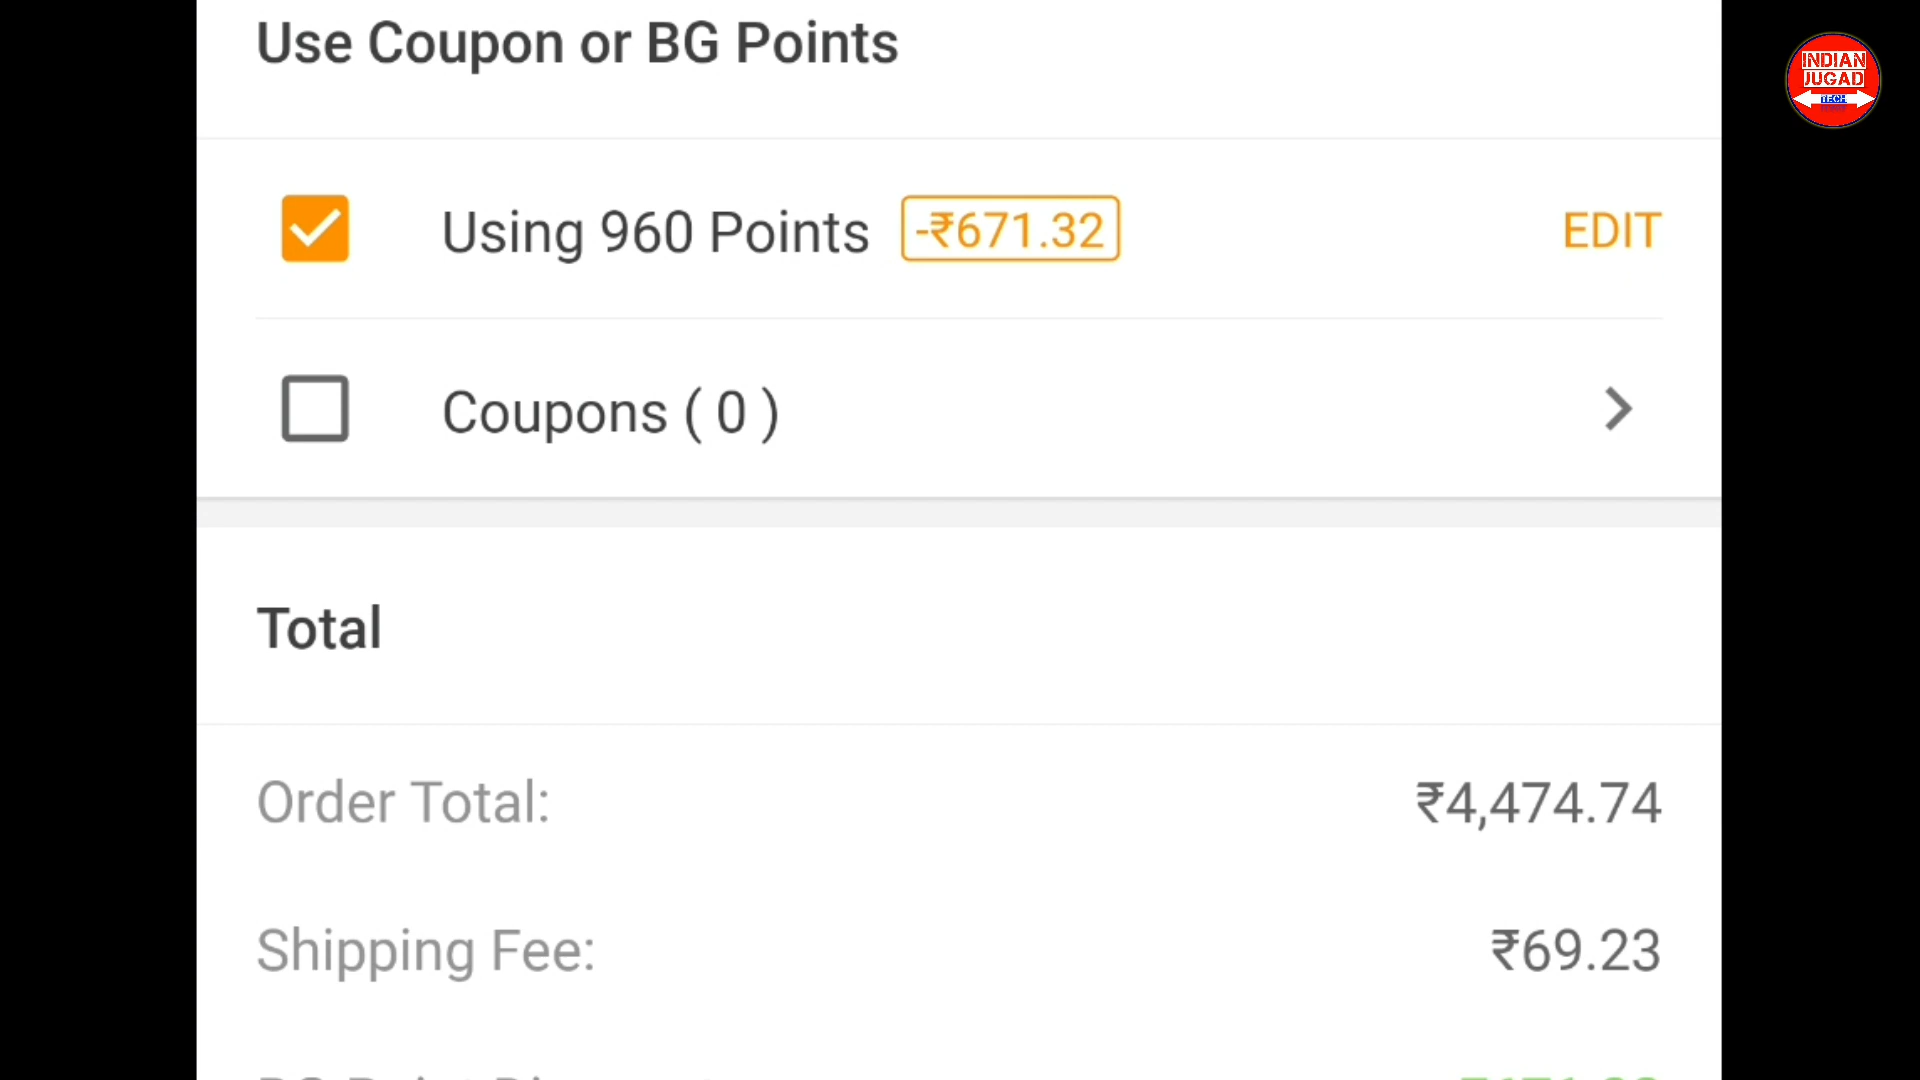 Use Coupon or BG Points
INDIAN
JUGAD
TECH
Using 960 Points -₹671.32 EDIT
Coupons ( 0 )
Total
Order Total: ₹4,474.74
Shipping Fee: ₹69.23